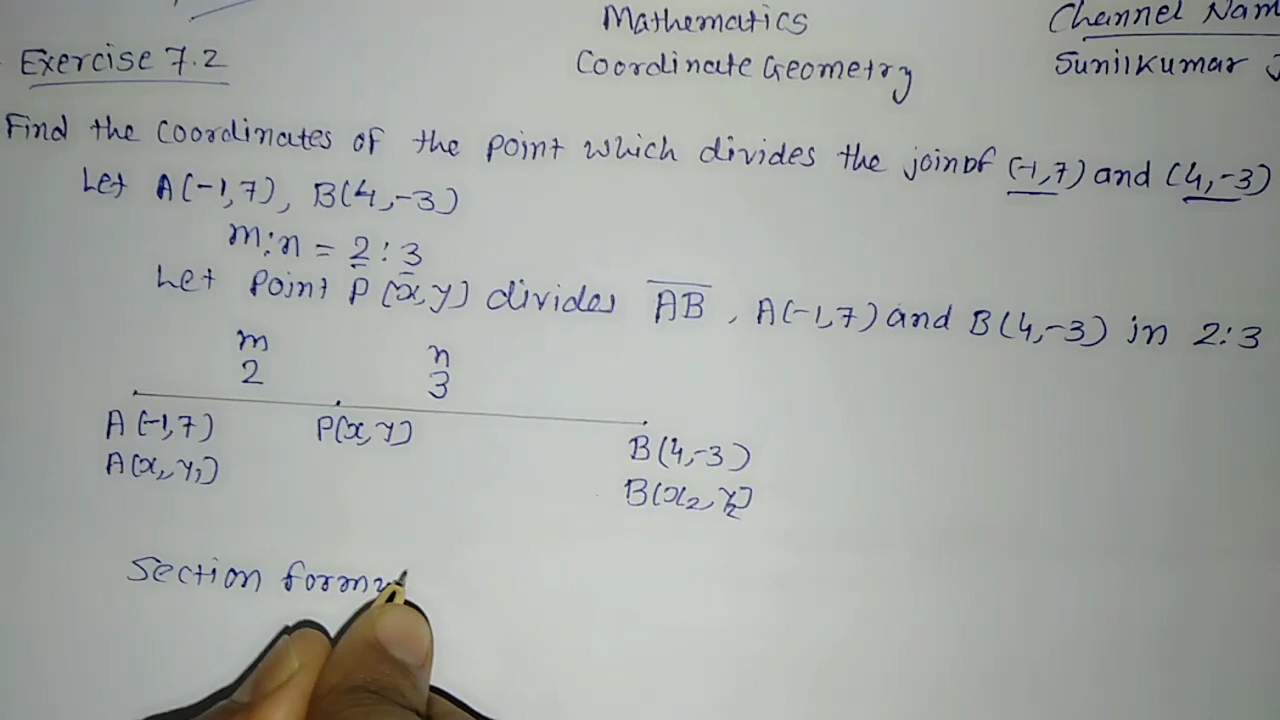 Mathematics
Channel Nam
Exercise 7.2
Coordinate Geometry
Sunilkumar
Find the coordinates of the point which divides the join of (-1,7) and (4,-3)
Let A(-1,7), B(4,-3)
m:n = 2:3
Let point P(x,y) divides AB, A(-1,7) and B(4,-3) in 2:3
m n
2 3
A(-1,7) P(x,y) B(4,-3)
A(x₁,y₁) B(x₂,y₂)
Section formu